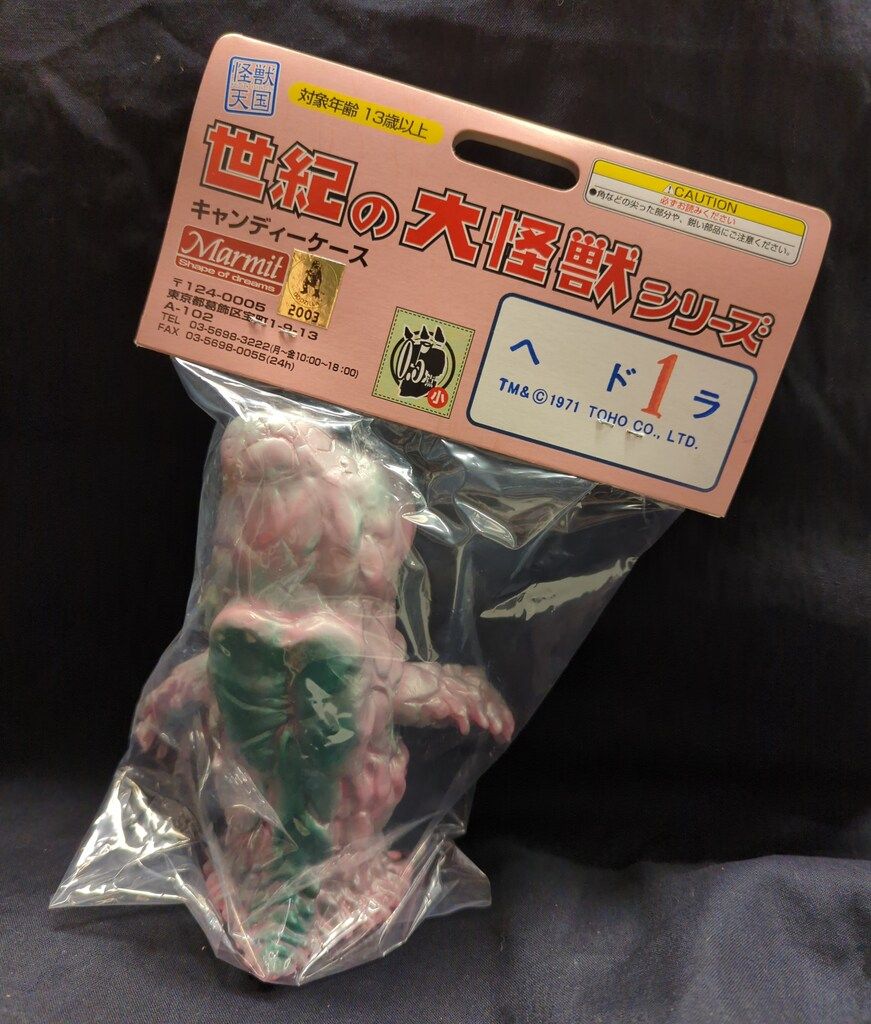 怪獣
天国
対象年齢 13歳以上
世紀の大怪獣シリーズ
キャンディーケース
⚠CAUTION
必ずお読みください
●角などの尖った部分や、鋭い部品にご注意ください。
Marmit
Shape of dreams
2003
〒124-0005
東京都葛飾区宝町1-9-13
A-102
TEL 03-5698-3222(月~金10:00~18:00)
FAX 03-5698-0055(24h)
0.5
小
ヘド1ラ
TM&©1971 TOHO CO., LTD.